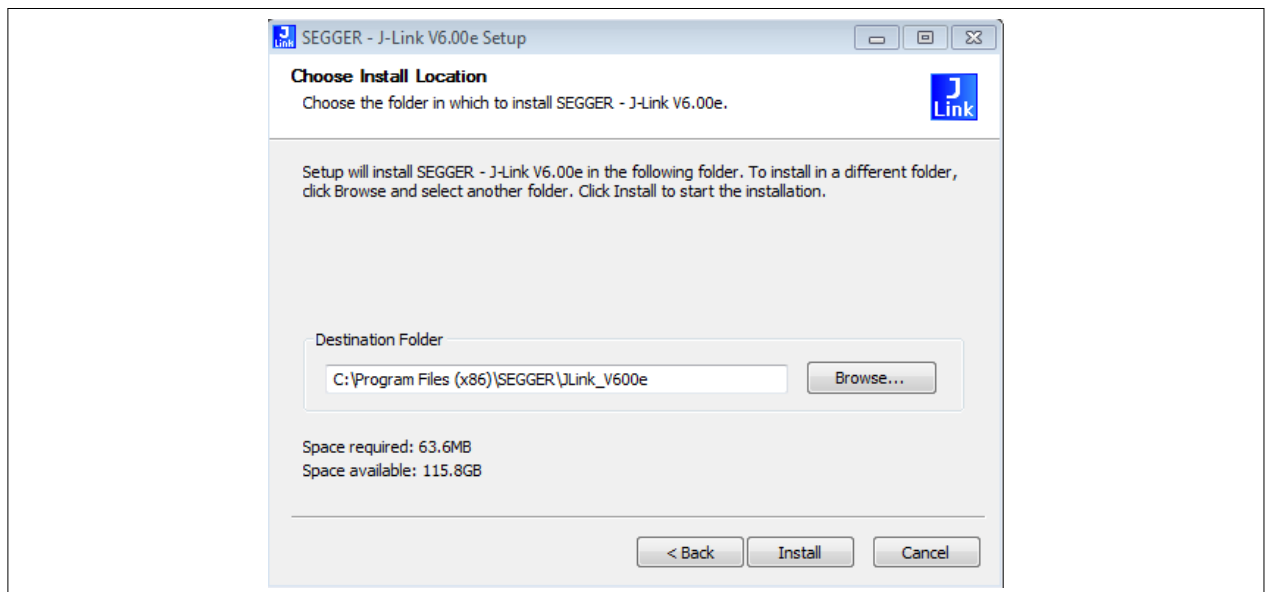 J
Link
SEGGER - J-Link V6.00e Setup
Choose Install Location
Choose the folder in which to install SEGGER - J-Link V6.00e.
J
Link
Setup will install SEGGER - J-Link V6.00e in the following folder. To install in a different folder,
click Browse and select another folder. Click Install to start the installation.
Destination Folder
C:\Program Files (x86)\SEGGER\JLink_V600e
Browse...
Space required: 63.6MB
Space available: 115.8GB
< Back
Install
Cancel